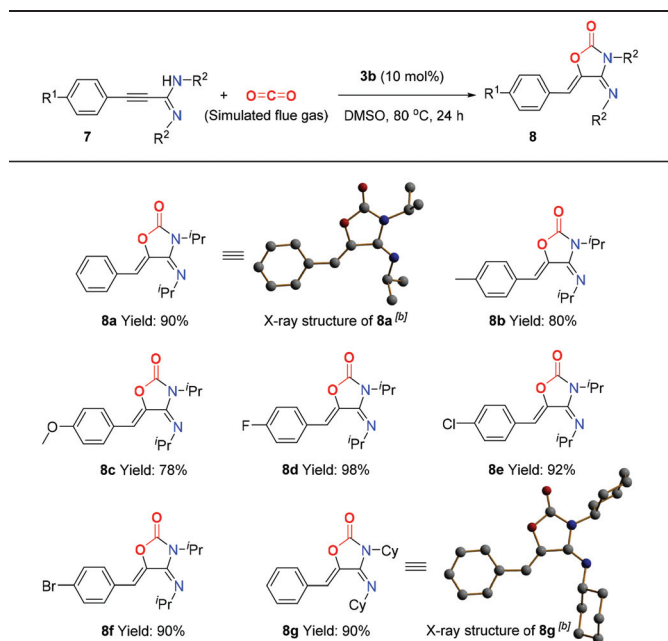 R¹
7
HN
R²
N
R²
+
O=C=O
(Simulated flue gas)
3b (10 mol%)
DMSO, 80 ºC, 24 h
O
O
N
R²
R¹
N
R²
8
O
O
N
iPr
N
iPr
8a Yield: 90%
X-ray structure of 8a [b]
O
O
N
iPr
N
iPr
8b Yield: 80%
O
O
N
iPr
O
N
iPr
8c Yield: 78%
O
O
N
iPr
F
N
iPr
8d Yield: 98%
O
O
N
iPr
Cl
N
iPr
8e Yield: 92%
O
O
N
iPr
Br
N
iPr
8f Yield: 90%
O
O
N
Cy
N
Cy
8g Yield: 90%
X-ray structure of 8g [b]